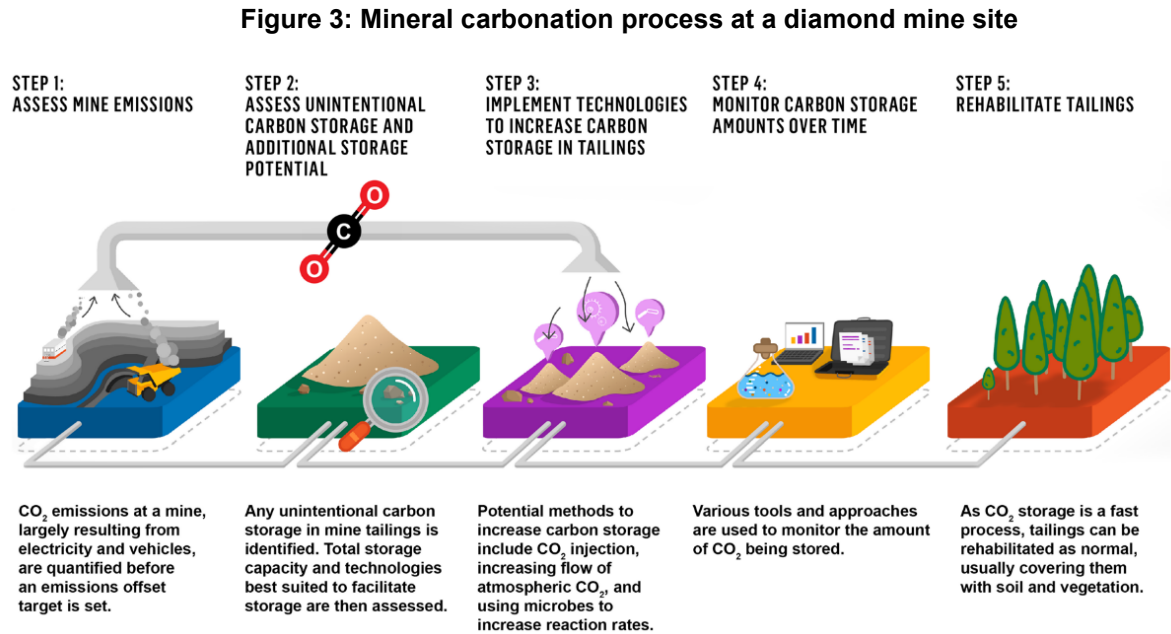 Figure 3: Mineral carbonation process at a diamond mine site
STEP 1:
ASSESS MINE EMISSIONS
STEP 2:
ASSESS UNINTENTIONAL
CARBON STORAGE AND
ADDITIONAL STORAGE
POTENTIAL
STEP 3:
IMPLEMENT TECHNOLOGIES
TO INCREASE CARBON
STORAGE IN TAILINGS
STEP 4:
MONITOR CARBON STORAGE
AMOUNTS OVER TIME
STEP 5:
REHABILITATE TAILINGS
O
C
O
CO₂ emissions at a mine,
largely resulting from
electricity and vehicles,
are quantified before
an emissions offset
target is set.
Any unintentional carbon
storage in mine tailings is
identified. Total storage
capacity and technologies
best suited to facilitate
storage are then assessed.
Potential methods to
increase carbon storage
include CO₂ injection,
increasing flow of
atmospheric CO₂, and
using microbes to
increase reaction rates.
Various tools and approaches
are used to monitor the amount
of CO₂ being stored.
As CO₂ storage is a fast
process, tailings can be
rehabilitated as normal,
usually covering them
with soil and vegetation.